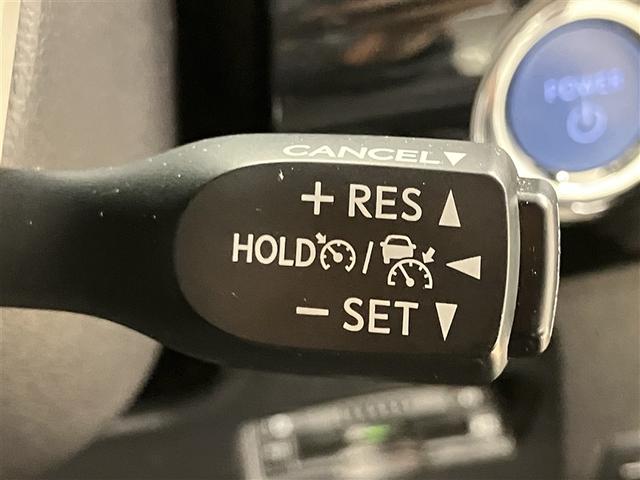 CANCEL▼
+ RES ▲
HOLD / ◀
− SET ▼
POWER